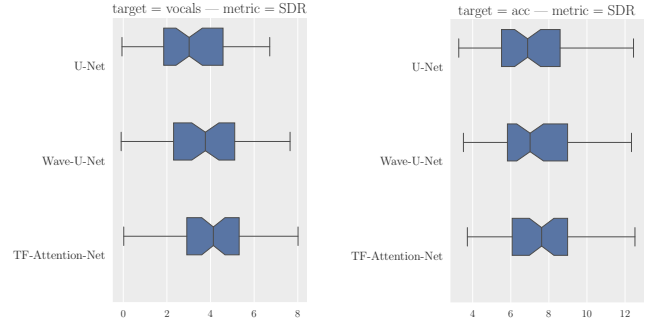 target = vocals — metric = SDR
U-Net
Wave-U-Net
TF-Attention-Net
0 2 4 6 8
target = acc — metric = SDR
U-Net
Wave-U-Net
TF-Attention-Net
4 6 8 10 12